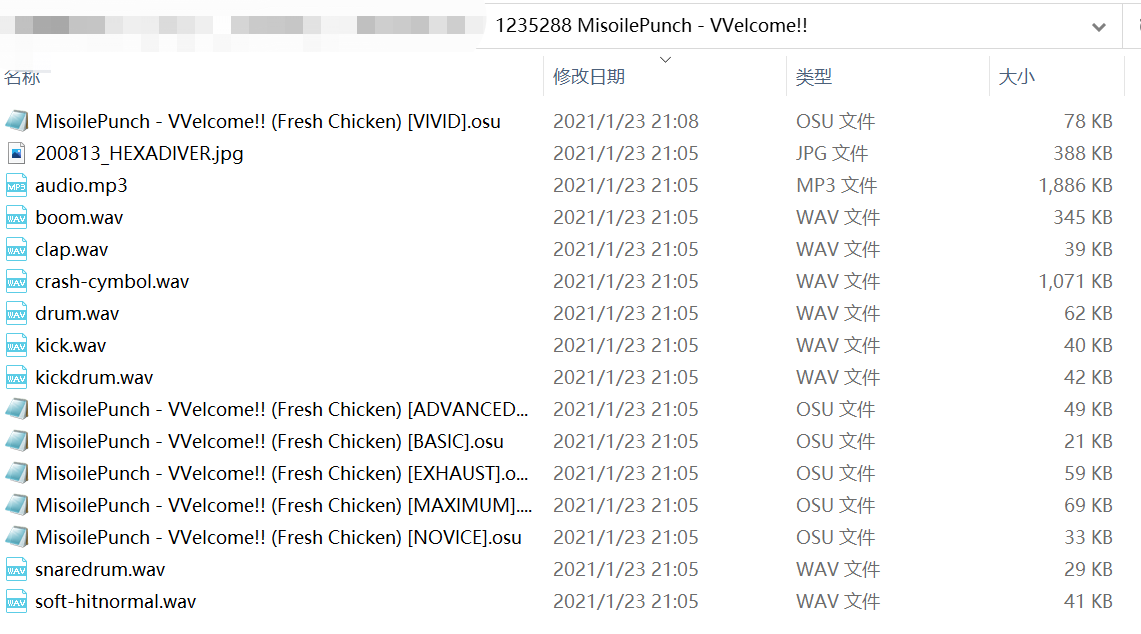 1235288 MisoilePunch - VVelcome!!
名称 修改日期 类型 大小
MisoilePunch - VVelcome!! (Fresh Chicken) [VIVID].osu 2021/1/23 21:08 OSU 文件 78 KB
200813_HEXADIVER.jpg 2021/1/23 21:05 JPG 文件 388 KB
audio.mp3 2021/1/23 21:05 MP3 文件 1,886 KB
boom.wav 2021/1/23 21:05 WAV 文件 345 KB
clap.wav 2021/1/23 21:05 WAV 文件 39 KB
crash-cymbol.wav 2021/1/23 21:05 WAV 文件 1,071 KB
drum.wav 2021/1/23 21:05 WAV 文件 62 KB
kick.wav 2021/1/23 21:05 WAV 文件 40 KB
kickdrum.wav 2021/1/23 21:05 WAV 文件 42 KB
MisoilePunch - VVelcome!! (Fresh Chicken) [ADVANCED... 2021/1/23 21:05 OSU 文件 49 KB
MisoilePunch - VVelcome!! (Fresh Chicken) [BASIC].osu 2021/1/23 21:05 OSU 文件 21 KB
MisoilePunch - VVelcome!! (Fresh Chicken) [EXHAUST].o... 2021/1/23 21:05 OSU 文件 59 KB
MisoilePunch - VVelcome!! (Fresh Chicken) [MAXIMUM].... 2021/1/23 21:05 OSU 文件 69 KB
MisoilePunch - VVelcome!! (Fresh Chicken) [NOVICE].osu 2021/1/23 21:05 OSU 文件 33 KB
snaredrum.wav 2021/1/23 21:05 WAV 文件 29 KB
soft-hitnormal.wav 2021/1/23 21:05 WAV 文件 41 KB